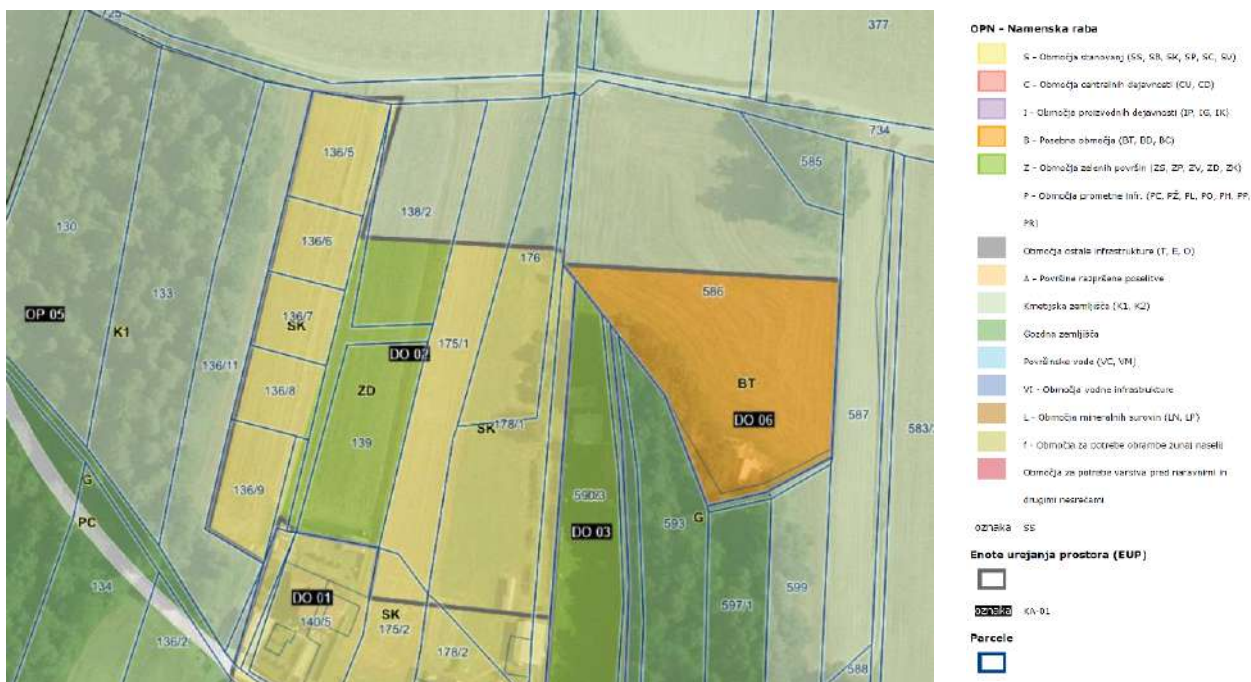 725
377
734
585
136/5
138/2
136/6
176
130
133
586
OP 05
136/7
SK
K1
DO 02
175/1
136/11
BT
587
583/
136/8
ZD
SK
178/1
DO 06
139
136/9
590/3
G
PC
DO 03
593
G
134
599
DO 01
140/5
SK
175/2
597/1
136/2
178/2
588
OPN - Namenska raba
S - Območja stanovanj (SS, SB, SK, SP, SC, SV)
C - Območja centralnih dejavnosti (CU, CD)
I - Območja proizvodnih dejavnosti (IP, IG, IK)
B - Posebna območja (BT, BD, BC)
Z - Območja zelenih površin (ZS, ZP, ZV, ZD, ZK)
P - Območja prometne infr. (PC, PŽ, PL, PO, PH, PP,
PR)
Območja ostale infrastrukture (T, E, O)
A - Površine razpršene poselitve
Kmetijska zemljišča (K1, K2)
Gozdna zemljišča
Površinske vode (VC, VM)
VI - Območja vodne infrastrukture
L - Območja mineralnih surovin (LN, LP)
f - Območja za potrebe obrambe zunaj naselij
Območja za potrebe varstva pred naravnimi in
drugimi nesrečami
oznaka SS
Enote urejanja prostora (EUP)
oznaka KN-01
Parcele